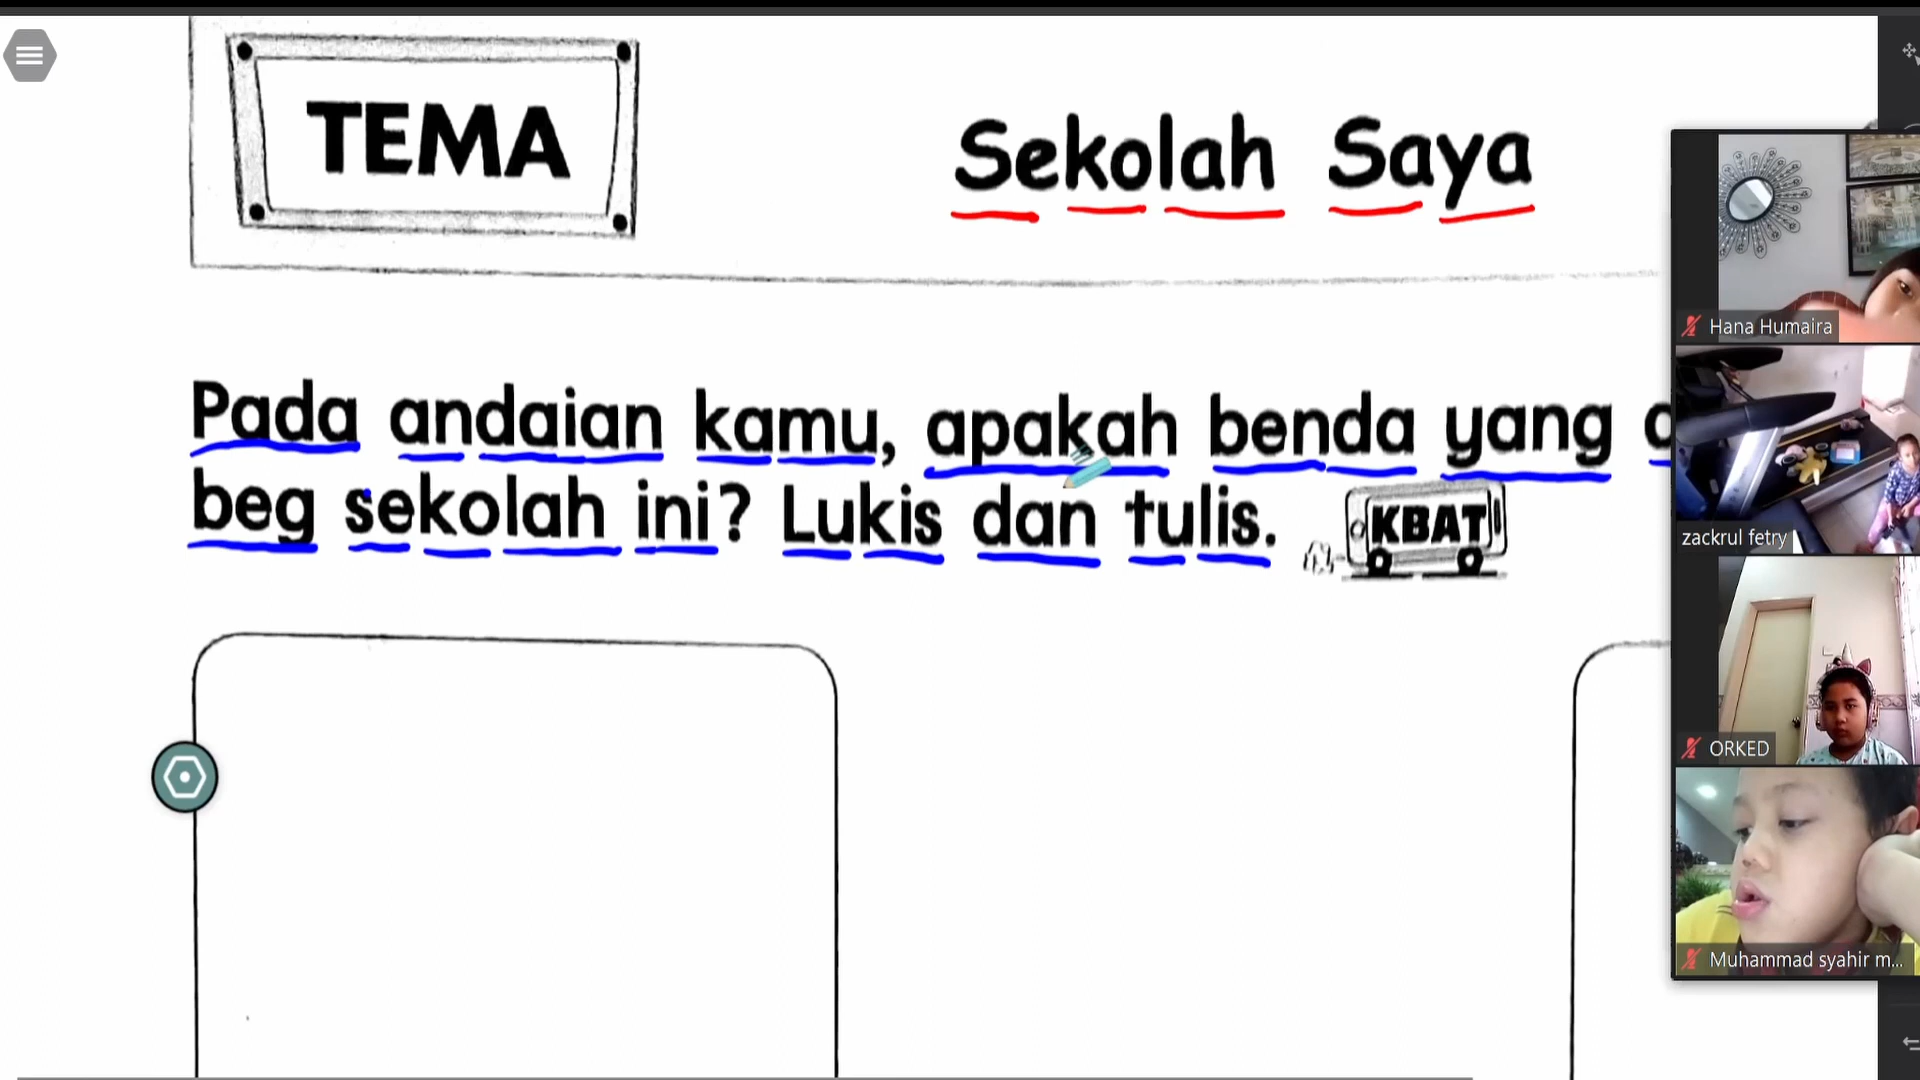 TEMA
Sekolah Saya
Pada andaian kamu, apakah benda yang
beg sekolah ini? Lukis dan tulis.
KBAT
Hana Humaira
zackrul fetry
ORKED
Muhammad syahir m...